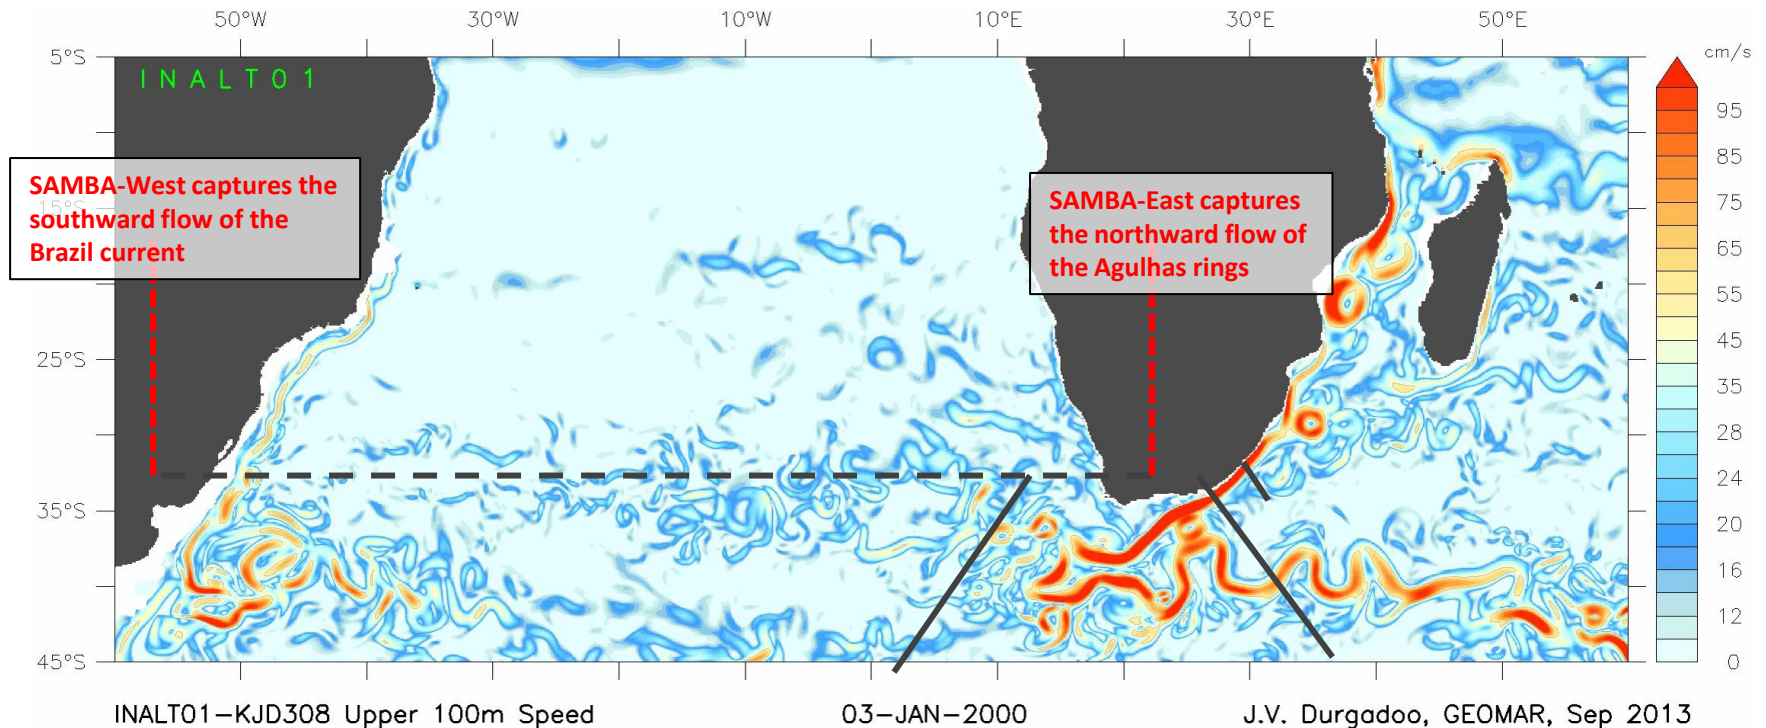 50°W 30°W 10°W 10°E 30°E 50°E
cm/s
5°S
INALT01
95
85
SAMBA-West captures the
southward flow of the
Brazil current
SAMBA-East captures
the northward flow of
the Agulhas rings
15°S
75
65
55
45
25°S
35
28
24
35°S
20
16
12
45°S
0
INALT01-KJD308 Upper 100m Speed 03-JAN-2000 J.V. Durgadoo, GEOMAR, Sep 2013